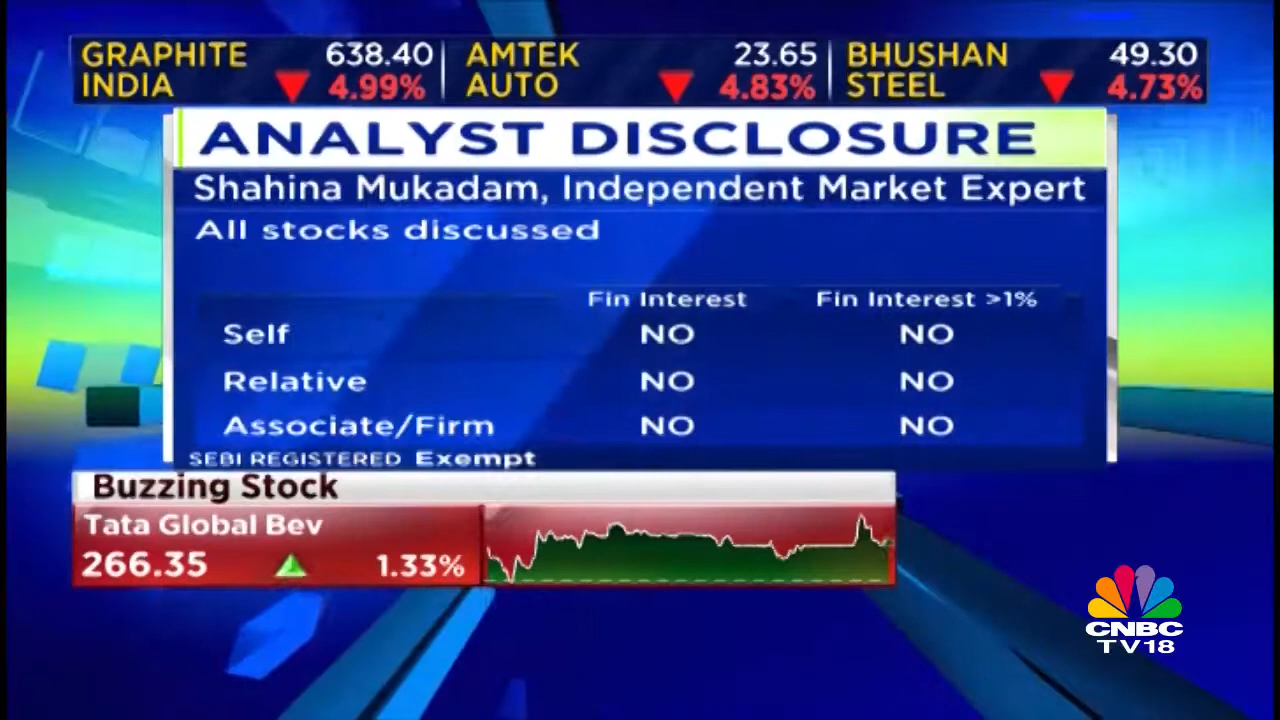 GRAPHITE INDIA 638.40 4.99%
AMTEK AUTO 23.65 4.83%
BHUSHAN STEEL 49.30 4.73%
ANALYST DISCLOSURE
Shahina Mukadam, Independent Market Expert
All stocks discussed
Fin Interest Fin Interest >1%
Self NO NO
Relative NO NO
Associate/Firm NO NO
SEBI REGISTERED Exempt
Buzzing Stock
Tata Global Bev
266.35 1.33%
CNBC
TV18